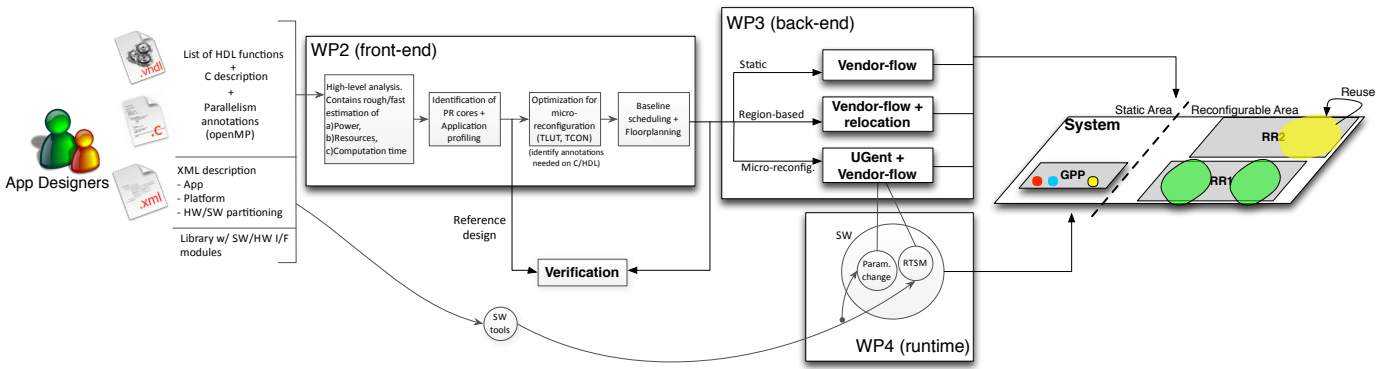 App Designers
.vhdl
.C
.xml
List of HDL functions
+
C description
+
Parallelism
annotations
(openMP)
XML description
- App
- Platform
- HW/SW partitioning
Library w/ SW/HW I/F
modules
WP2 (front-end)
High-level analysis.
Contains rough/fast
estimation of
a)Power,
b)Resources,
c)Computation time
Identification of
PR cores +
Application
profiling
Optimization for
micro-
reconfiguration
(TLUT, TCON)
(identify annotations
needed on C/HDL)
Baseline
scheduling +
Floorplanning
Reference
design
Verification
SW
tools
WP3 (back-end)
Static
Vendor-flow
Region-based
Vendor-flow +
relocation
Micro-reconfig.
UGent +
Vendor-flow
SW
Param.
change
RTSM
WP4 (runtime)
Static Area
Reconfigurable Area
Reuse
System
GPP
RR2
RR1